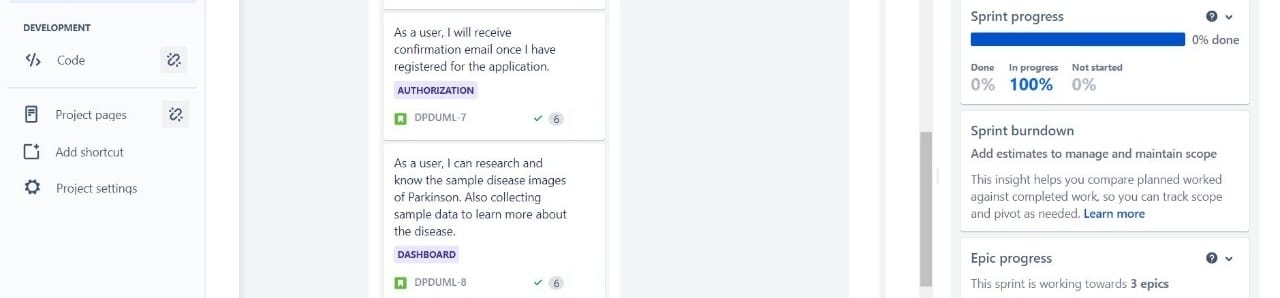 DEVELOPMENT
Code
Project pages
Add shortcut
Project settings
As a user, I will receive
confirmation email once I have
registered for the application.
AUTHORIZATION
DPDUML-7
6
As a user, I can research and
know the sample disease images
of Parkinson. Also collecting
sample data to learn more about
the disease.
DASHBOARD
DPDUML-8
6
Sprint progress
0% done
Done In progress Not started
0% 100% 0%
Sprint burndown
Add estimates to manage and maintain scope
This insight helps you compare planned worked
against completed work, so you can track scope
and pivot as needed. Learn more
Epic progress
This sprint is working towards 3 epics